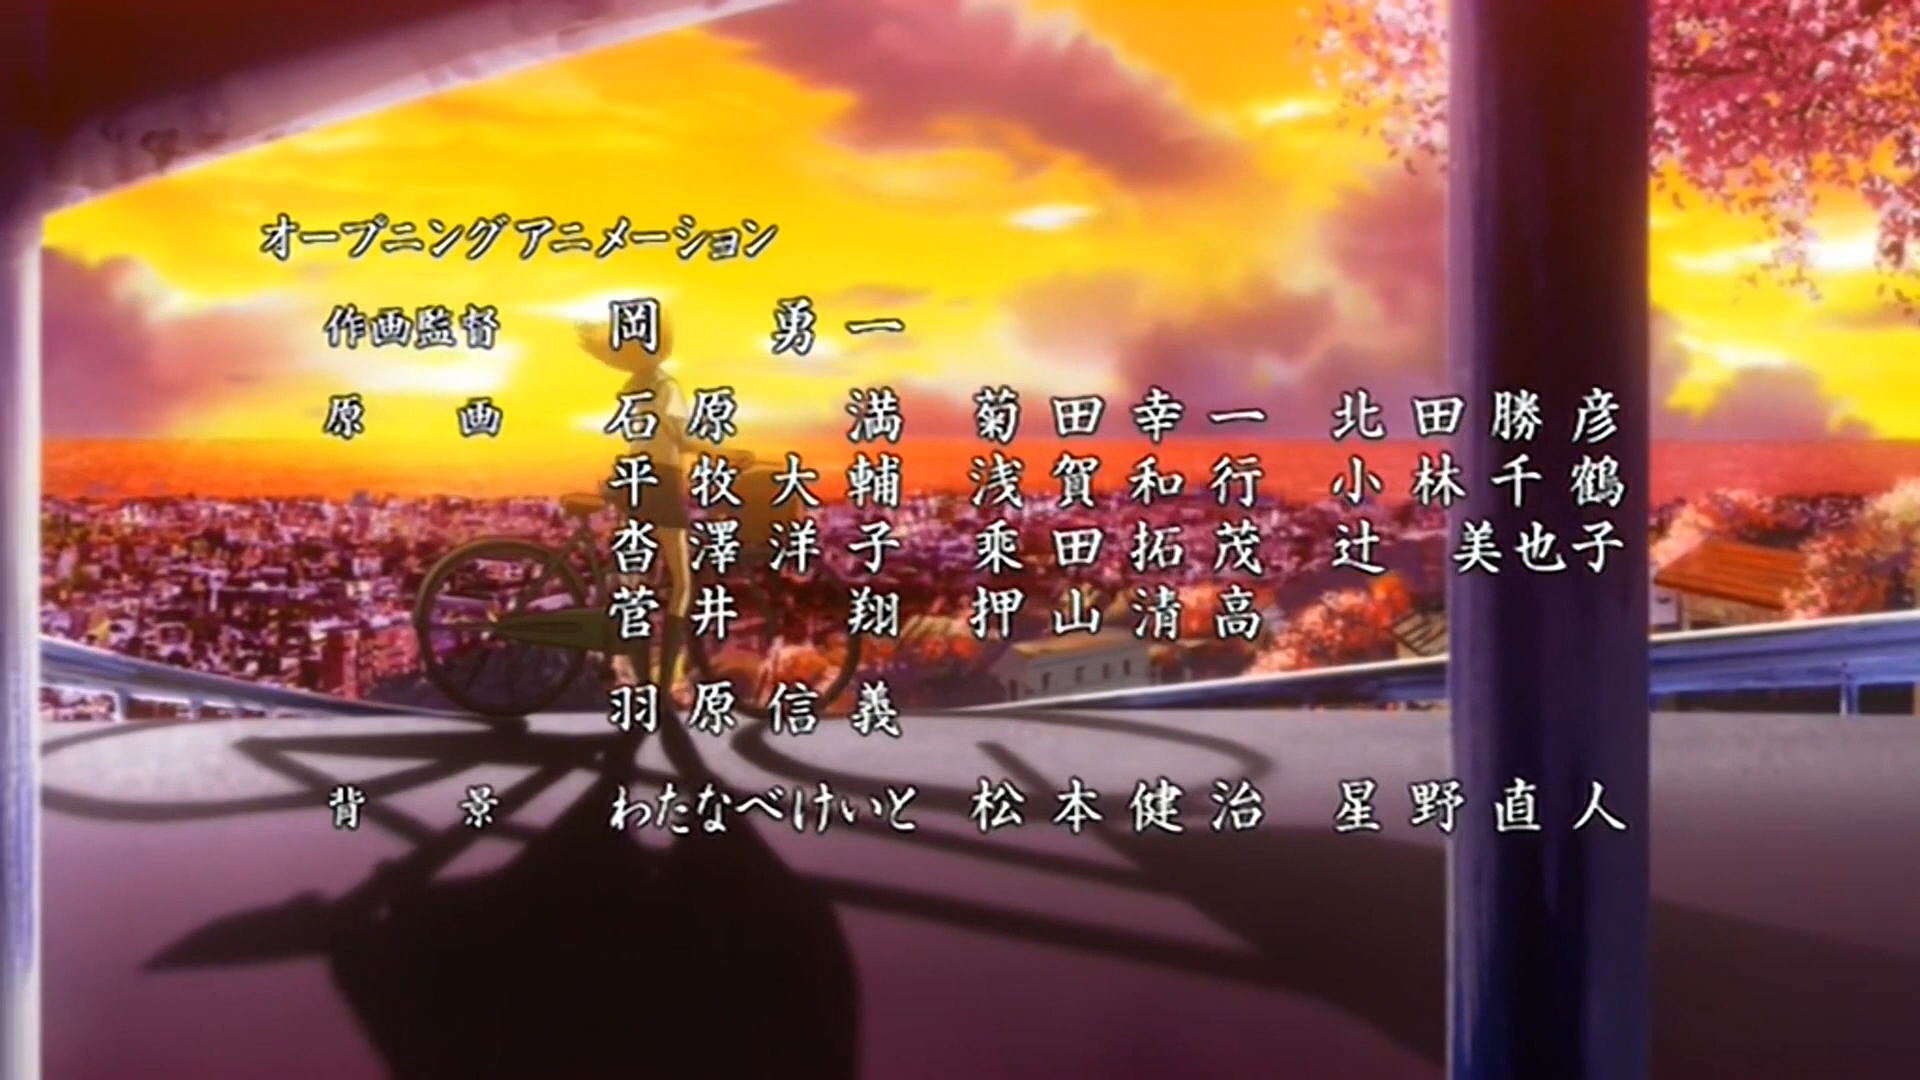 オープニングアニメーション
作画監督 岡 勇一
原 画 石原 満 菊田幸一 北田勝彦
平牧大輔 浅賀和行 小林千鶴
沓澤洋子 乘田拓茂 辻 美也子
菅井 翔 押山清高
羽原信義
背 景 わたなべけいと 松本健治 星野直人